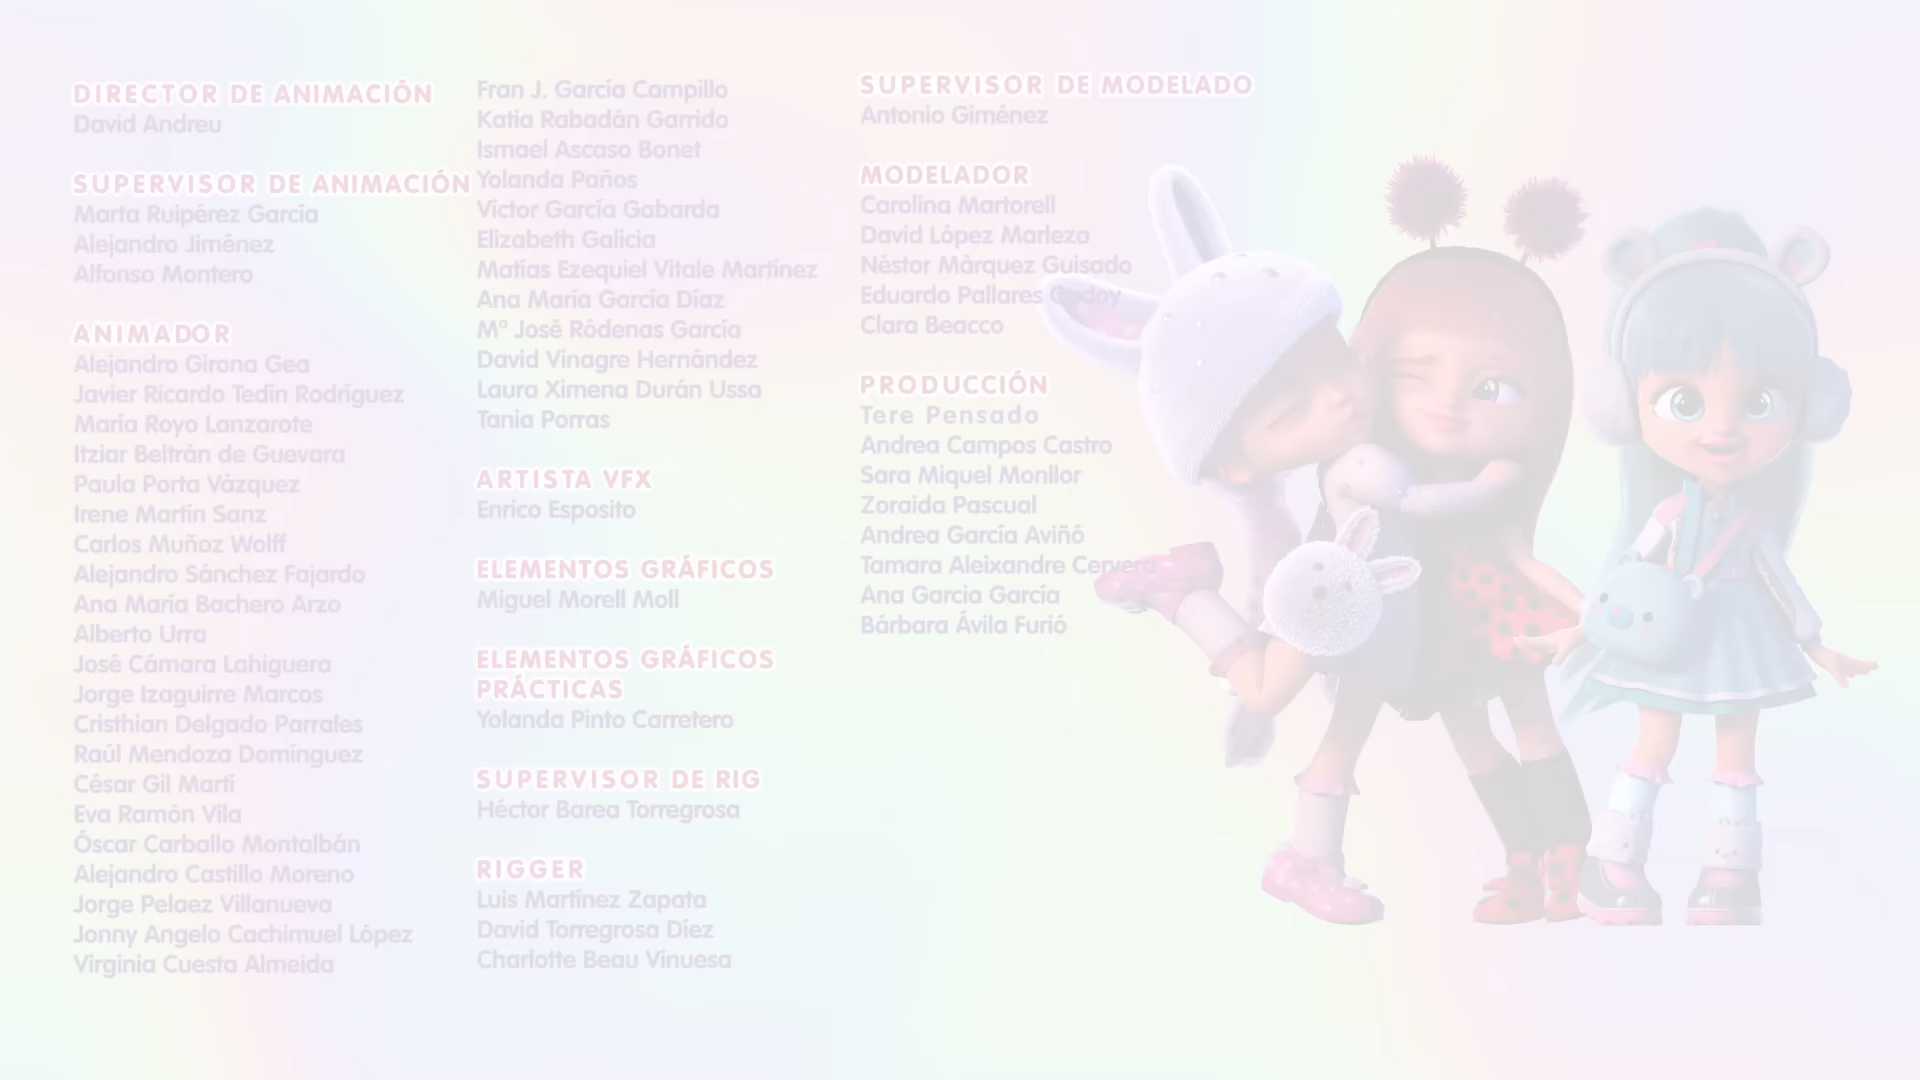 DIRECTOR DE ANIMACIÓN
David Andreu
SUPERVISOR DE ANIMACIÓN
Marta Ruipérez García
Alejandro Jiménez
Alfonso Montero
ANIMADOR
Alejandro Girona Gea
Javier Ricardo Tedín Rodríguez
María Royo Lanzarote
Itziar Beltrán de Guevara
Paula Porta Vázquez
Irene Martín Sanz
Carlos Muñoz Wolff
Alejandro Sánchez Fajardo
Ana María Bachero Arzo
Alberto Urra
José Cámara Lahiguera
Jorge Izaguirre Marcos
Cristhian Delgado Parrales
Raúl Mendoza Domínguez
César Gil Martí
Eva Ramón Vila
Óscar Carballo Montalbán
Alejandro Castillo Moreno
Jorge Pelaez Villanueva
Jonny Angelo Cachimuel López
Virginia Cuesta Almeida
Fran J. García Campillo
Katia Rabadán Garrido
Ismael Ascaso Bonet
Yolanda Paños
Víctor García Gabarda
Elizabeth Galicia
Matías Ezequiel Vitale Martínez
Ana María García Díaz
Mª José Ródenas García
David Vinagre Hernández
Laura Ximena Durán Usso
Tania Porras
ARTISTA VFX
Enrico Esposito
ELEMENTOS GRÁFICOS
Miguel Morell Moll
ELEMENTOS GRÁFICOS
PRÁCTICAS
Yolanda Pinto Carretero
SUPERVISOR DE RIG
Héctor Barea Torregrosa
RIGGER
Luis Martínez Zapata
David Torregrosa Díez
Charlotte Beau Vinuesa
SUPERVISOR DE MODELADO
Antonio Giménez
MODELADOR
Carolina Martorell
David López Marleza
Néstor Márquez Guisado
Eduardo Pallares Godoy
Clara Beacco
PRODUCCIÓN
Tere Pensado
Andrea Campos Castro
Sara Miquel Monllor
Zoraida Pascual
Andrea García Aviñó
Tamara Aleixandre Cervera
Ana Garcia García
Bárbara Ávila Furió